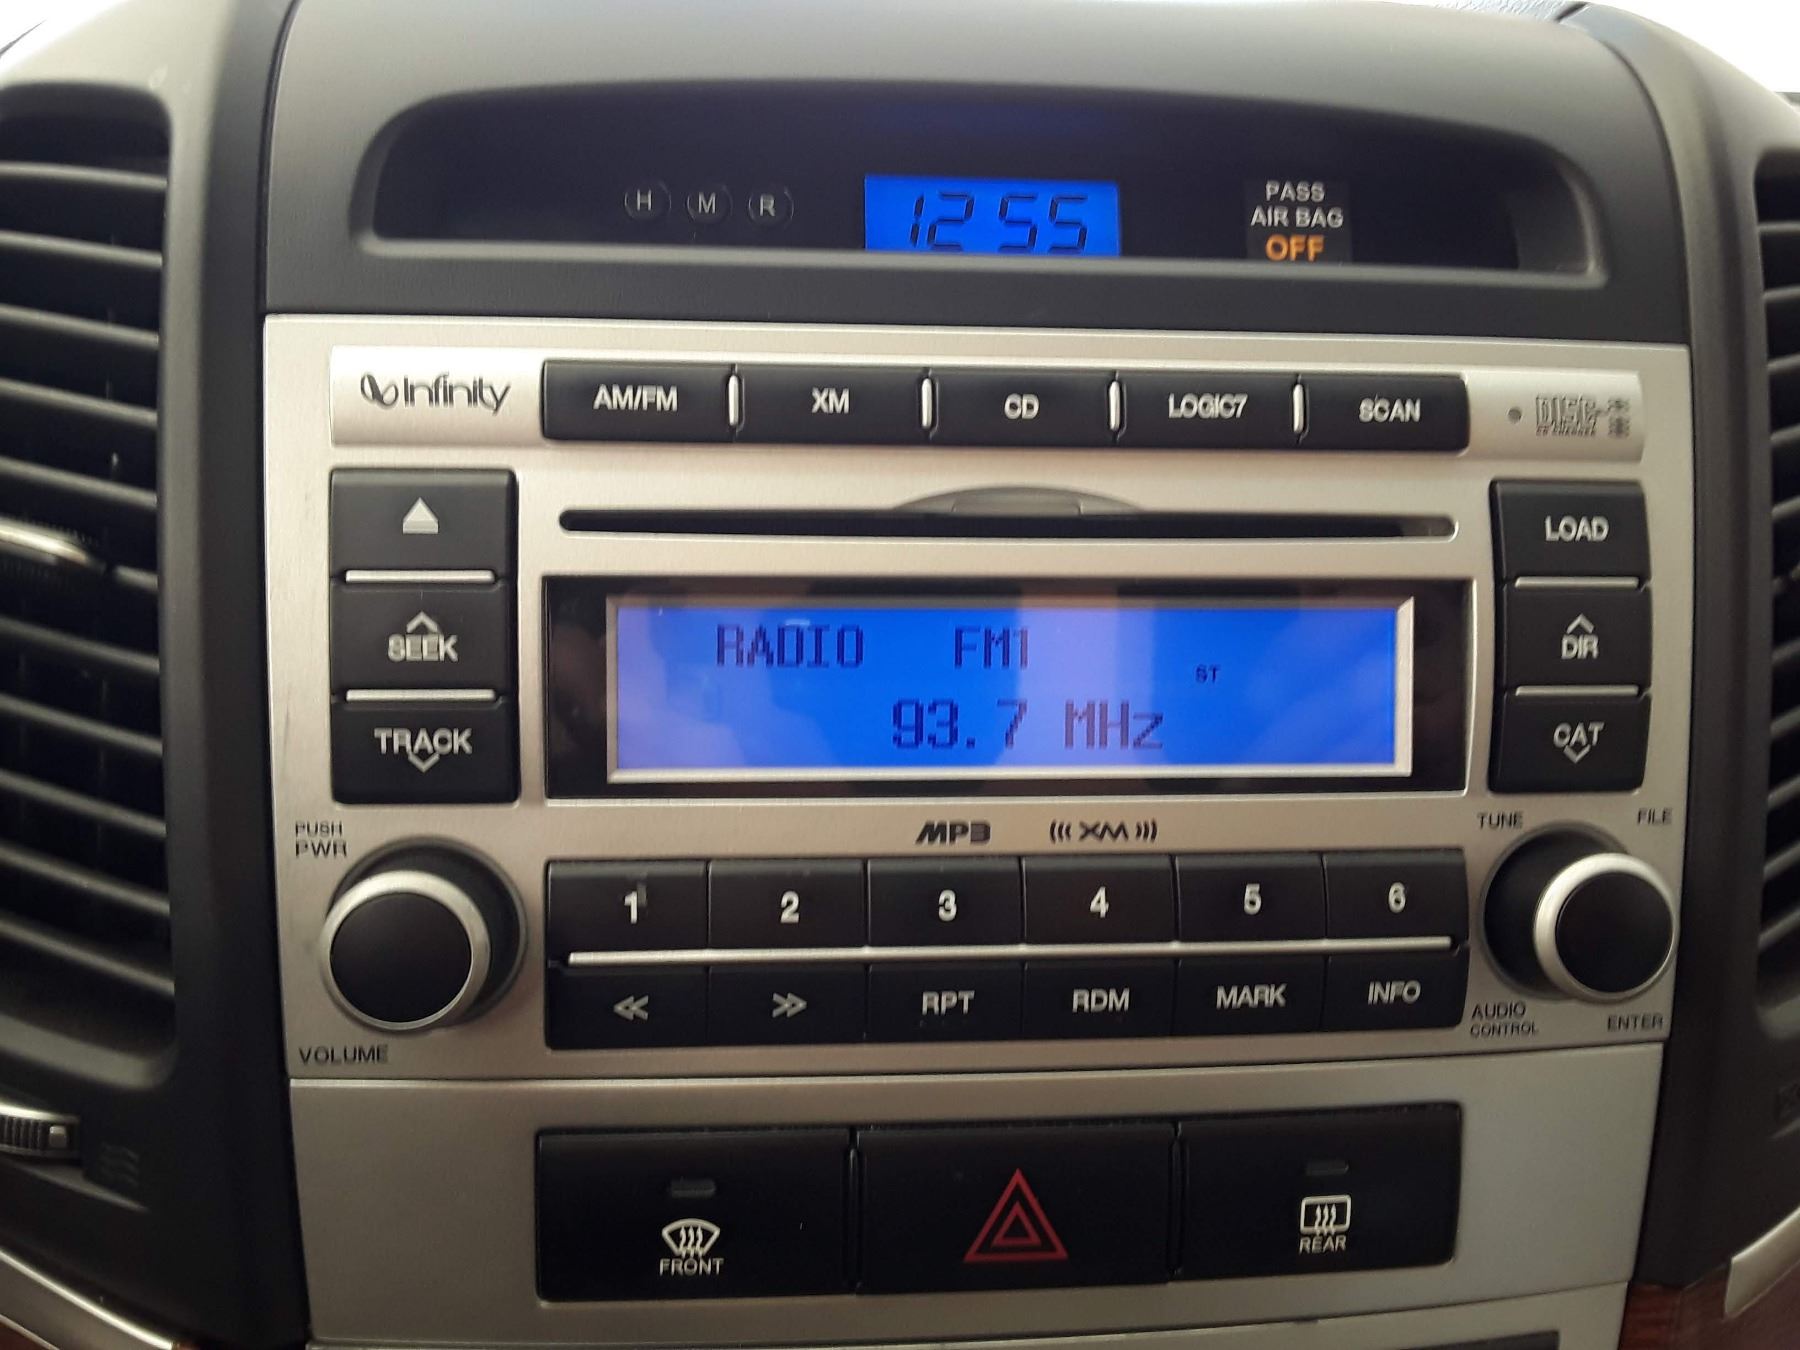 H M R
12 55
PASS
AIR BAG
OFF
Infinity
AM/FM
XM
CD
LOGIC7
SCAN
DISC
LOAD
SEEK
DIR
TRACK
CAT
RADIO FM1
ST
93.7 MHz
MP3
XM
PUSH
PWR
VOLUME
TUNE
FILE
1 2 3 4 5 6
RPT RDM MARK INFO
AUDIO
CONTROL
ENTER
FRONT
REAR